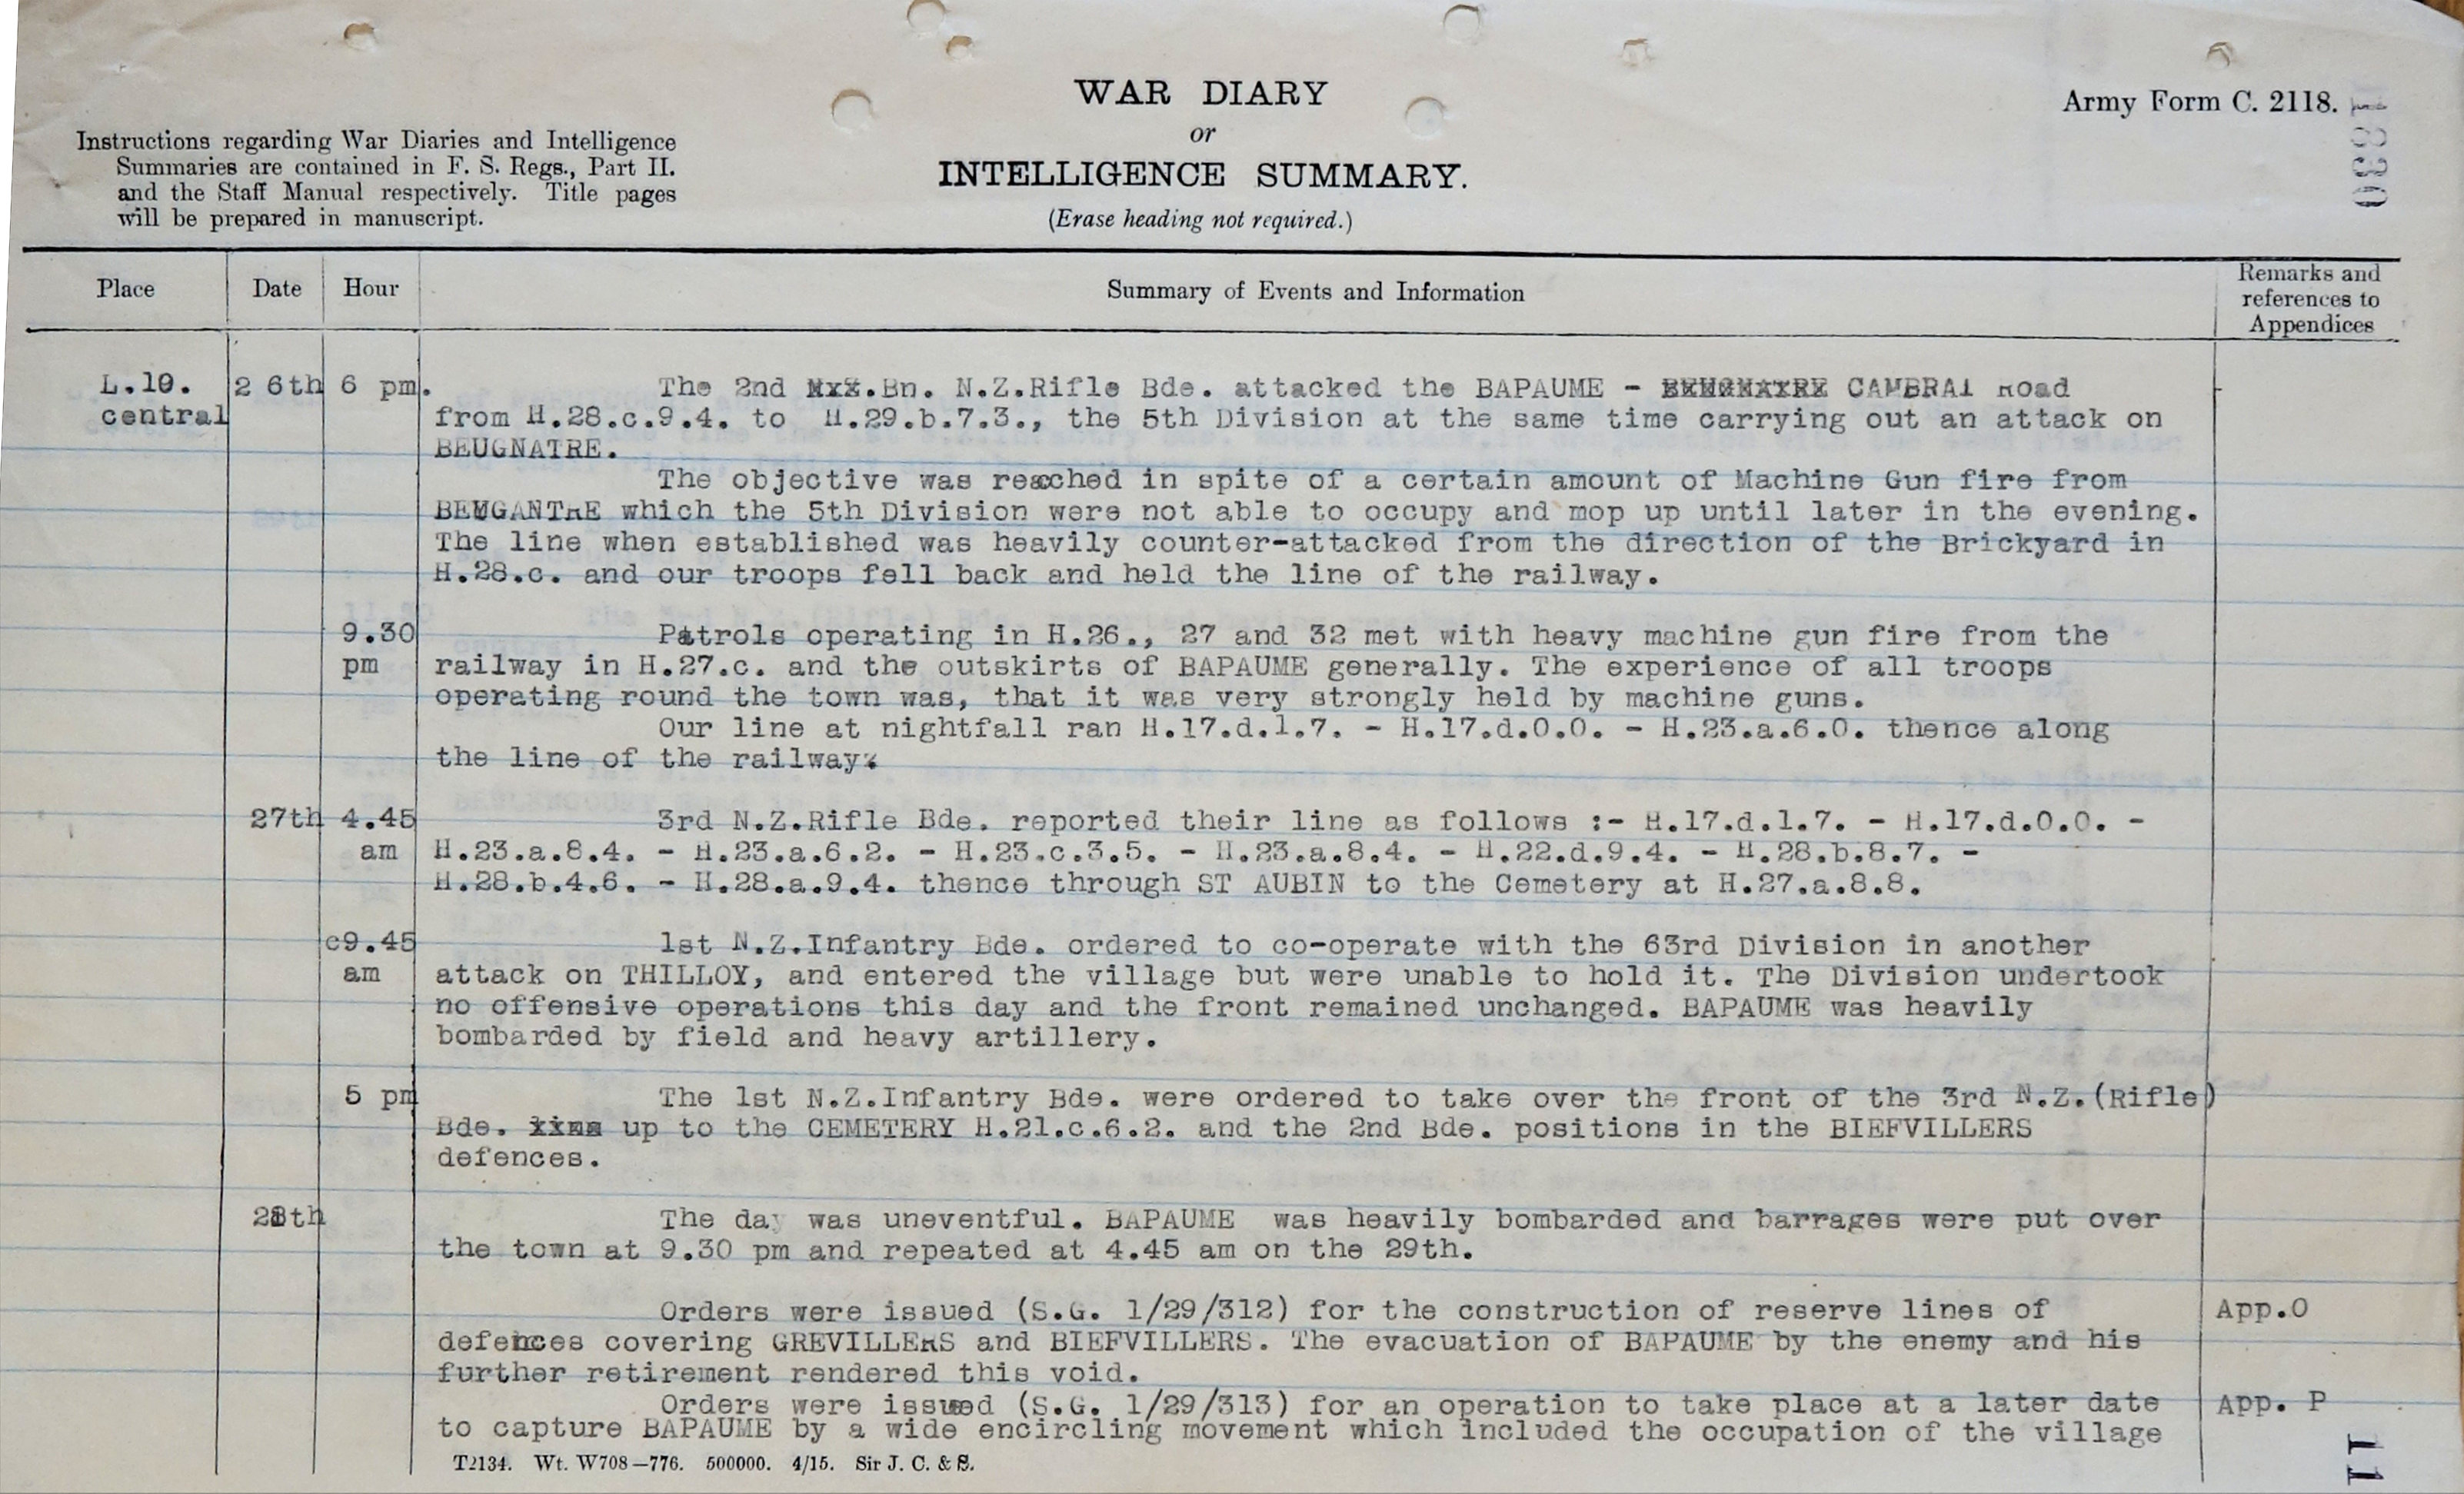 WAR DIARY
or
INTELLIGENCE SUMMARY.
(Erase heading not required.)
Army Form C. 2118.
1830
Instructions regarding War Diaries and Intelligence
Summaries are contained in F. S. Regs., Part II.
and the Staff Manual respectively. Title pages
will be prepared in manuscript.
Place Date Hour Summary of Events and Information Remarks and
references to
Appendices
L.10. 26th 6 pm. The 2nd Bn. N.Z.Rifle Bde. attacked the BAPAUME - CAMBRAI Road
central from H.28.c.9.4. to H.29.b.7.3., the 5th Division at the same time carrying out an attack on
BEUGNATRE.
The objective was reached in spite of a certain amount of Machine Gun fire from
BEUGANTRE which the 5th Division were not able to occupy and mop up until later in the evening.
The line when established was heavily counter-attacked from the direction of the Brickyard in
H.28.c. and our troops fell back and held the line of the railway.
9.30 Patrols operating in H.26., 27 and 32 met with heavy machine gun fire from the
pm railway in H.27.c. and the outskirts of BAPAUME generally. The experience of all troops
operating round the town was, that it was very strongly held by machine guns.
Our line at nightfall ran H.17.d.1.7. - H.17.d.0.0. - H.23.a.6.0. thence along
the line of the railway.
27th 4.45 3rd N.Z.Rifle Bde. reported their line as follows :- H.17.d.1.7. - H.17.d.0.0. -
am H.23.a.8.4. - H.23.a.6.2. - H.23.c.3.5. - H.23.a.8.4. - H.22.d.9.4. - H.28.b.8.7. -
H.28.b.4.6. - H.28.a.9.4. thence through ST AUBIN to the Cemetery at H.27.a.8.8.
c9.45 1st N.Z.Infantry Bde. ordered to co-operate with the 63rd Division in another
am attack on THILLOY, and entered the village but were unable to hold it. The Division undertook
no offensive operations this day and the front remained unchanged. BAPAUME was heavily
bombarded by field and heavy artillery.
5 pm The 1st N.Z.Infantry Bde. were ordered to take over the front of the 3rd N.Z.(Rifle)
Bde. up to the CEMETERY H.21.c.6.2. and the 2nd Bde. positions in the BIEFVILLERS
defences.
28th The day was uneventful. BAPAUME was heavily bombarded and barrages were put over
the town at 9.30 pm and repeated at 4.45 am on the 29th.
Orders were issued (S.G. 1/29/312) for the construction of reserve lines of App.O
defences covering GREVILLERS and BIEFVILLERS. The evacuation of BAPAUME by the enemy and his
further retirement rendered this void.
Orders were issued (S.G. 1/29/313) for an operation to take place at a later date App. P
to capture BAPAUME by a wide encircling movement which included the occupation of the village
T2134. Wt. W708—776. 500000. 4/15. Sir J. C. & S.
11